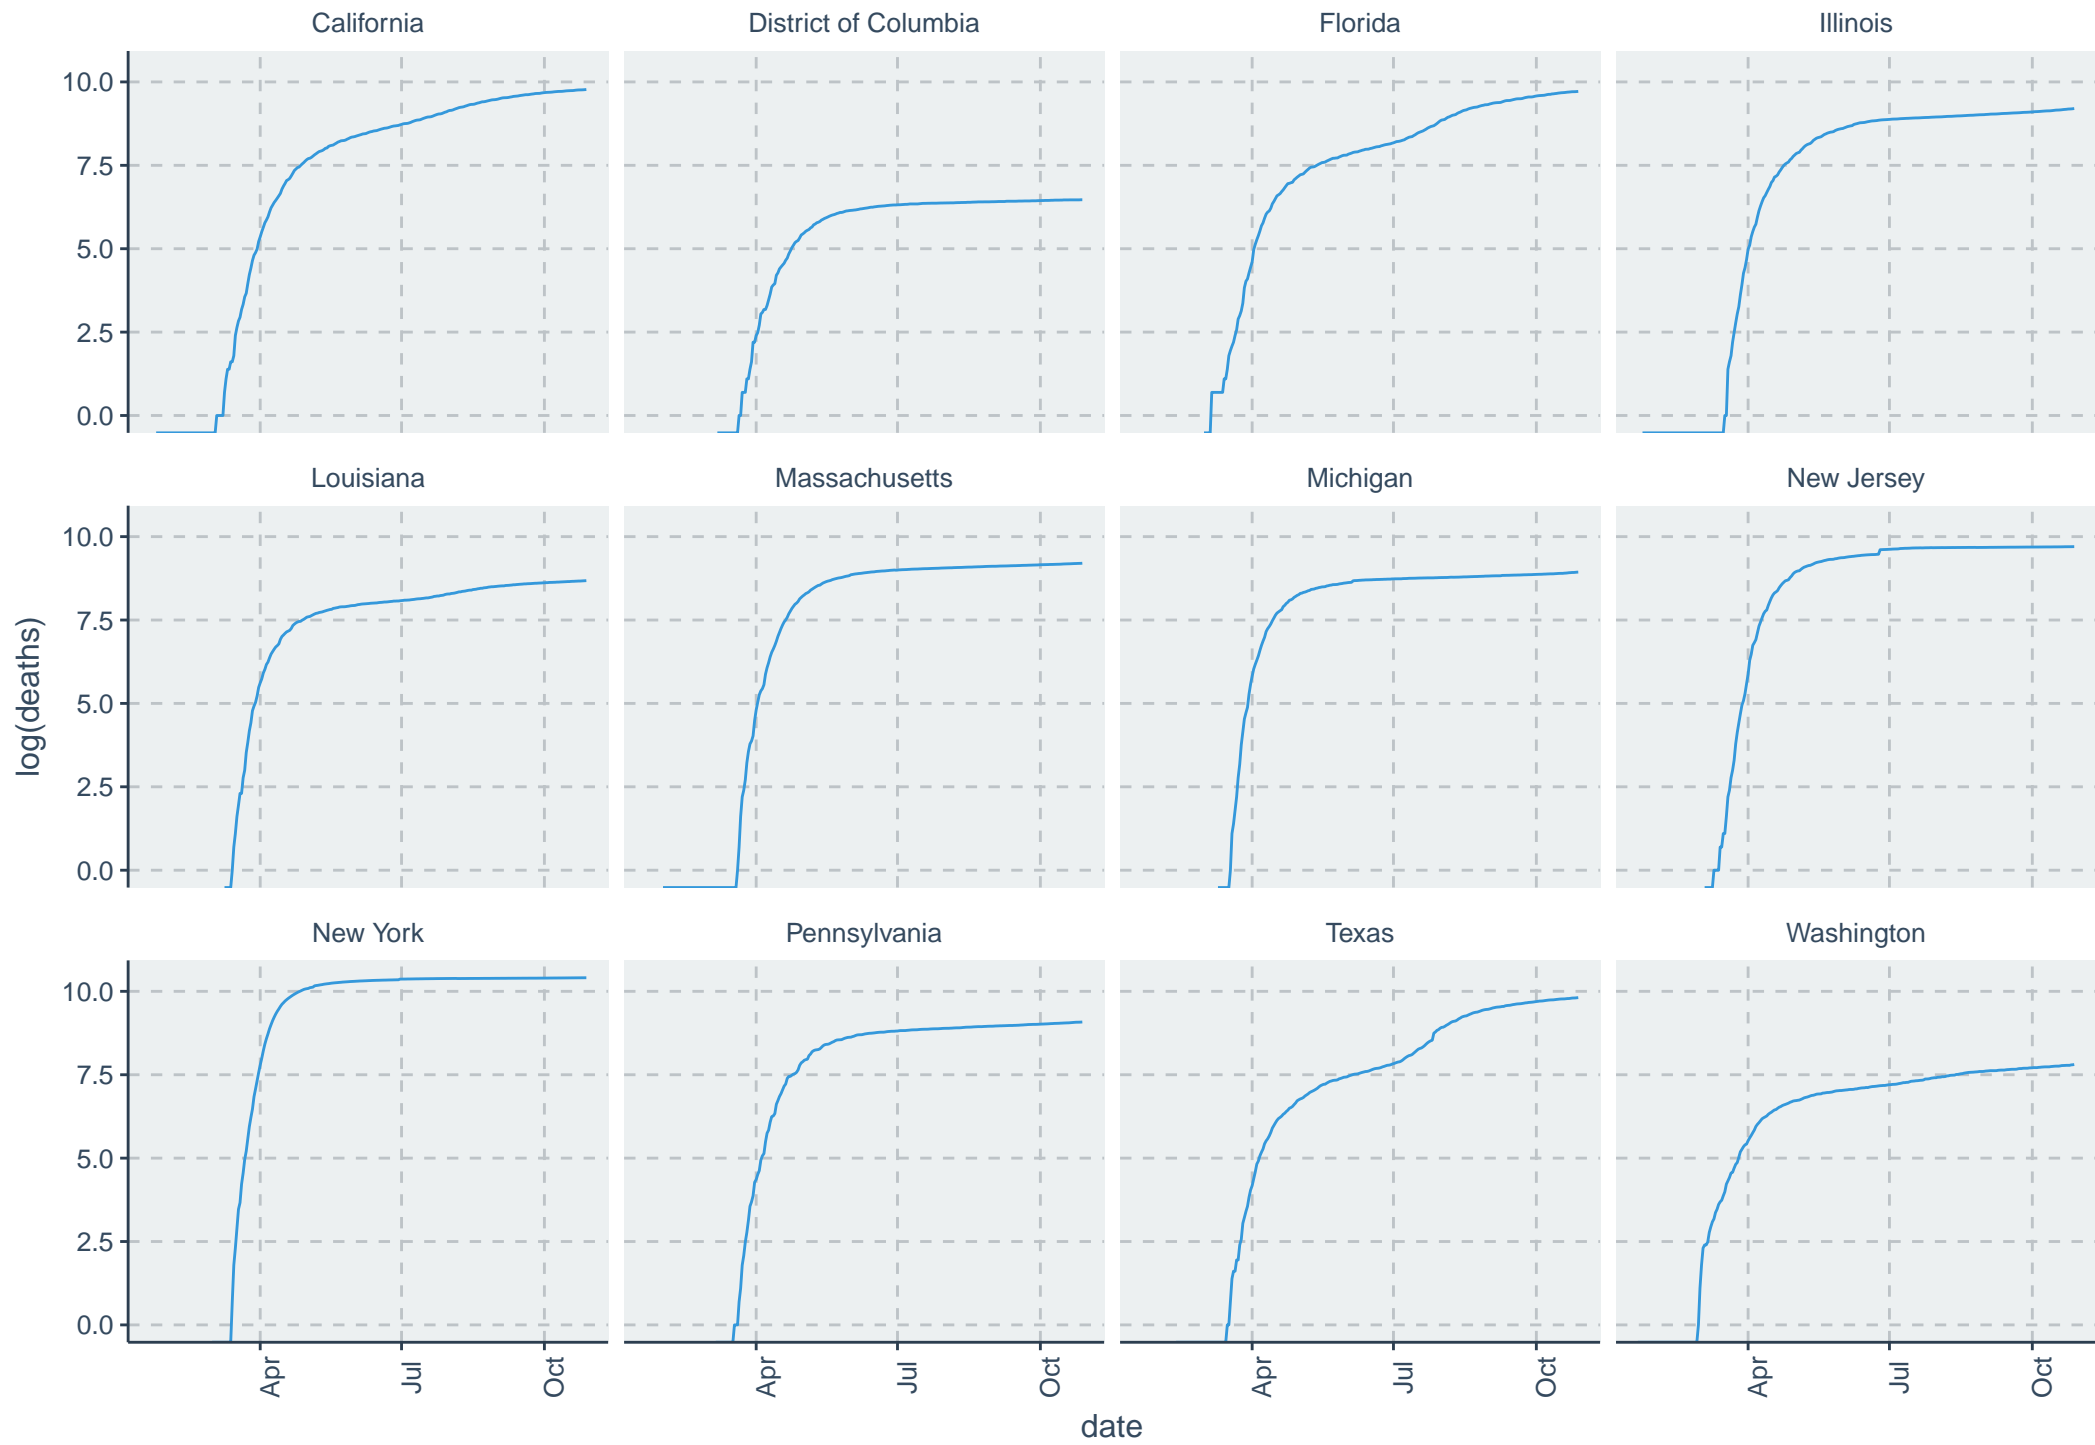 California District of Columbia Florida Illinois
10.0
7.5
5.0
2.5
0.0
Louisiana Massachusetts Michigan New Jersey
10.0
7.5
5.0
2.5
0.0
log(deaths)
New York Pennsylvania Texas Washington
10.0
7.5
5.0
2.5
0.0
Apr Jul Oct Apr Jul Oct Apr Jul Oct Apr Jul Oct
date